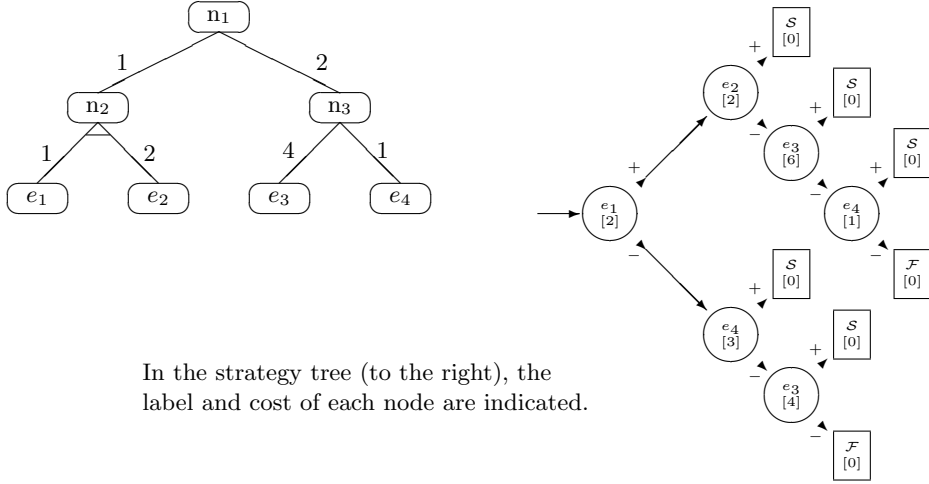 n₁
1 2
n₂ n₃
1 2 4 1
e₁ e₂ e₃ e₄
𝒮
[0]
+
e₂
[2]
𝒮
[0]
+
−
e₃
[6]
𝒮
[0]
+
+
−
e₁
[2]
e₄
[1]
−
−
𝒮
[0]
ℱ
[0]
+
e₄
[3]
𝒮
[0]
+
−
e₃
[4]
−
ℱ
[0]
In the strategy tree (to the right), the
label and cost of each node are indicated.